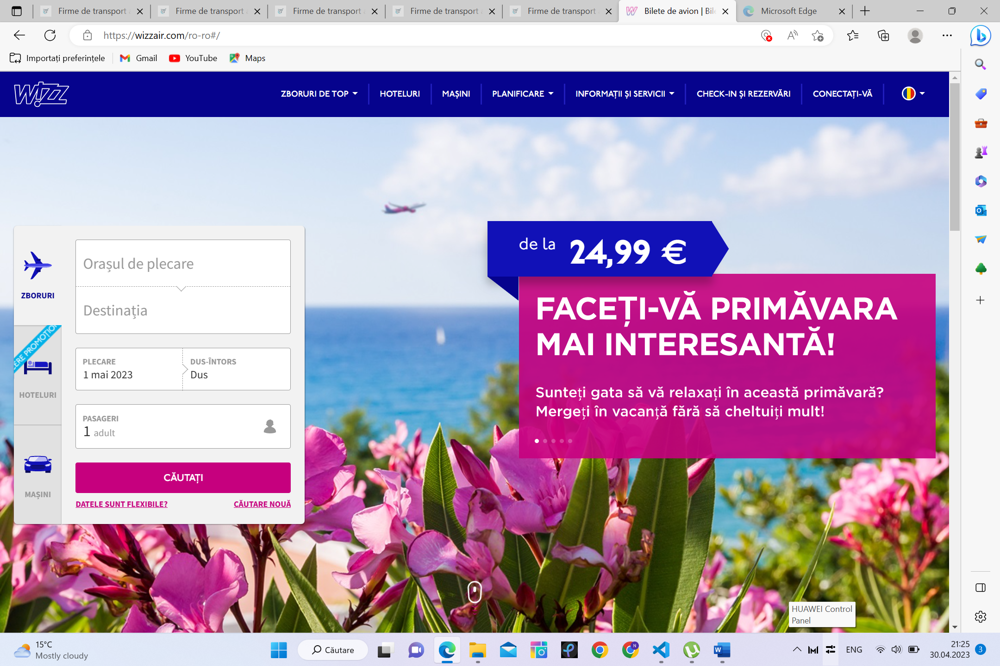 Firme de transport
Firme de transport
Firme de transport
Firme de transport
Firme de transport
Bilete de avion |
Microsoft Edge
https://wizzair.com/ro-ro#/
Importați preferințele
Gmail
YouTube
Maps
W!ZZ
ZBORURI DE TOP
HOTELURI
MAȘINI
PLANIFICARE
INFORMAȚII ȘI SERVICII
CHECK-IN ȘI REZERVĂRI
CONECTAȚI-VĂ
ZBORURI
HOTELURI
MAȘINI
Orașul de plecare
Destinația
PLECARE
1 mai 2023
DUS-ÎNTORS
Dus
PASAGERI
1 adult
CĂUTAȚI
DATELE SUNT FLEXIBILE?
CĂUTARE NOUĂ
de la 24,99 €
FACEȚI-VĂ PRIMĂVARA
MAI INTERESANTĂ!
Sunteți gata să vă relaxați în această primăvară?
Mergeți în vacanță fără să cheltuiți mult!
HUAWEI Control
Panel
15°C
Mostly cloudy
Căutare
N
W
ENG
21:25
30.04.2023
3